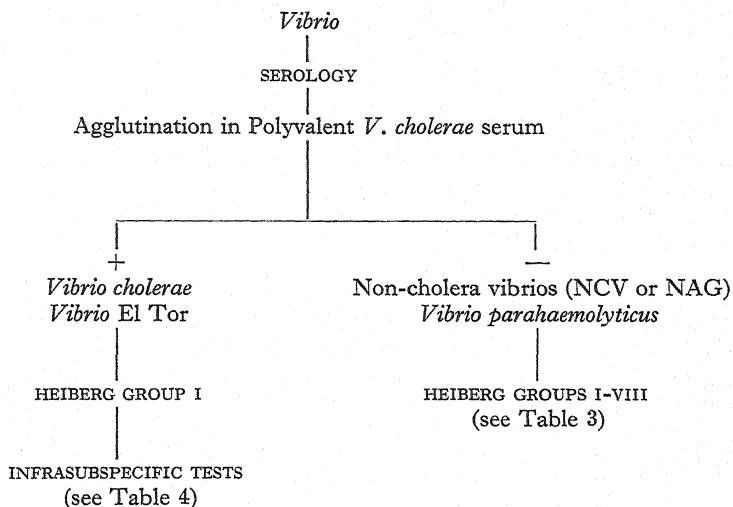 Vibrio
SEROLOGY
Agglutination in Polyvalent V. cholerae serum
+
Vibrio cholerae
Vibrio El Tor
HEIBERG GROUP I
INFRASUBSPECIFIC TESTS
(see Table 4)
—
Non-cholera vibrios (NCV or NAG)
Vibrio parahaemolyticus
HEIBERG GROUPS I–VIII
(see Table 3)